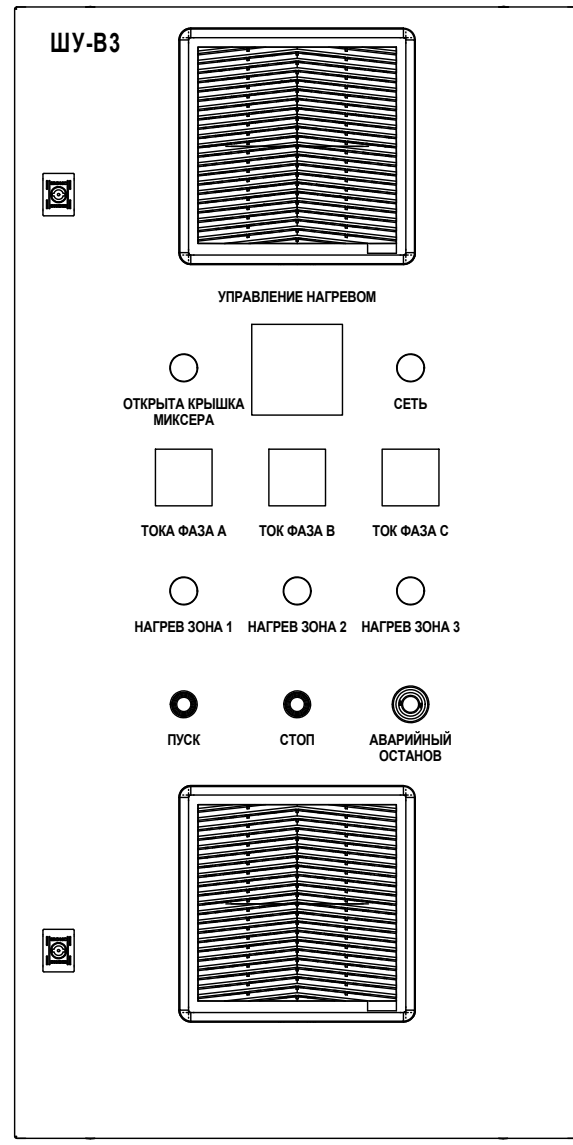 ШУ-В3
УПРАВЛЕНИЕ НАГРЕВОМ
ОТКРЫТА КРЫШКА
МИКСЕРА
СЕТЬ
ТОКА ФАЗА А
ТОК ФАЗА В
ТОК ФАЗА С
НАГРЕВ ЗОНА 1
НАГРЕВ ЗОНА 2
НАГРЕВ ЗОНА 3
ПУСК
СТОП
АВАРИЙНЫЙ
ОСТАНОВ